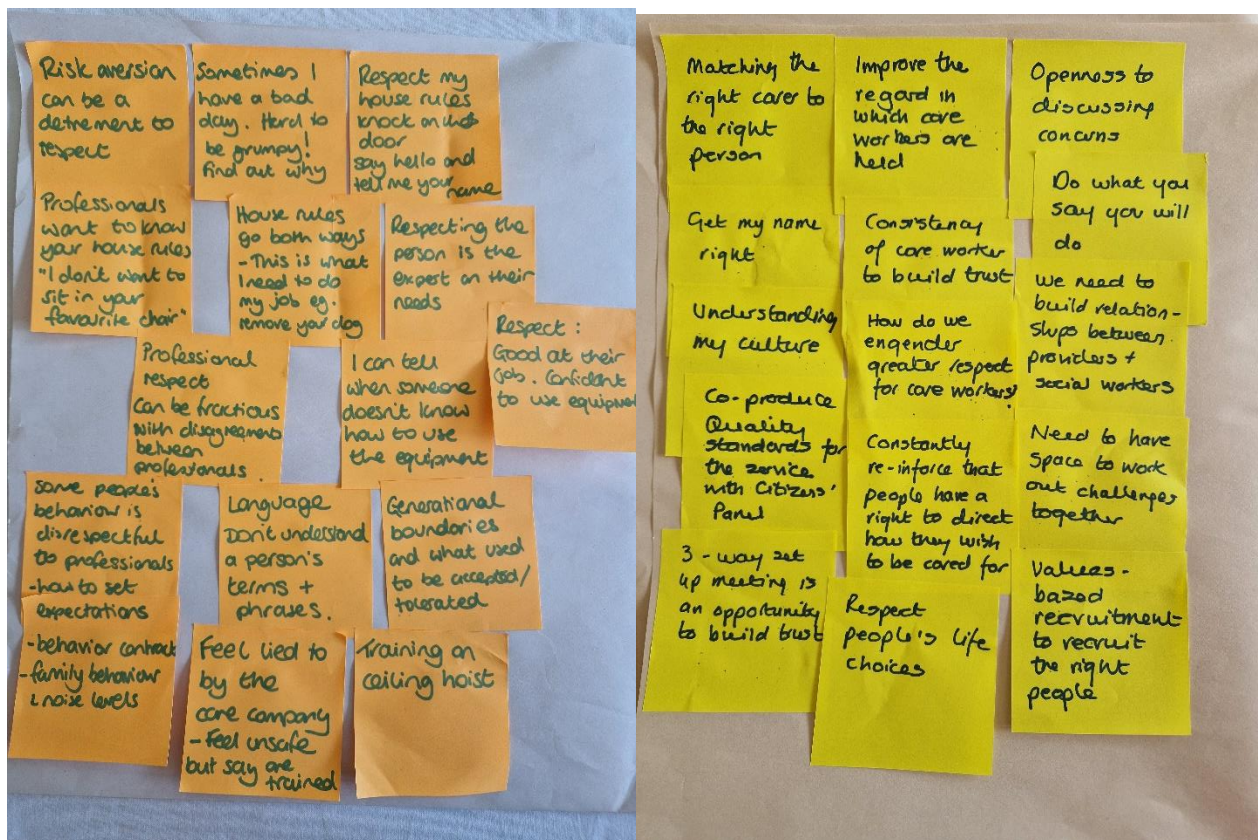 Risk aversion
can be a
detrement to
respect
Sometimes I
have a bad
day. Hard to
be grumpy!
Find out why
Respect my
house rules
knock on
door
say hello and
tell me your name
Professionals
want to know
your house rules
"I don't want to
sit in your
favourite chair"
House rules
go both ways
- This is what
I need to do
my job eg.
remove your dog
Respecting the
person is the
expert on their
needs
Respect :
Good at their
job. Confident
to use equipment
Professional
respect
can be fractious
with disagreements
between
professionals.
I can tell
when someone
doesn't know
how to use
the equipment
Some people's
behaviour is
disrespectful
to professionals
- how to set
expectations
- behavior contract
- family behaviour
& noise levels
Language
Don't understand
a person's
terms +
phrases.
Generational
boundaries
and what used
to be accepted/
tolerated
Feel lied to
by the
care company
- Feel unsafe
but say are
trained
Training on
ceiling hoist
Matching the
right carer to
the right
person
Improve the
regard in
which care
workers are
held
Openness to
discussing
concerns
Do what you
say you will
do
Get my name
right
Consistency
of care worker
to build trust
We need to
build relation-
ships between
providers +
social workers
Understanding
my culture
How do we
engender
greater respect
for care workers?
Co-produce
Quality
standards for
the service
with Citizens'
Panel
Constantly
re-inforce that
people have a
right to direct
how they wish
to be cared for
Need to have
space to work
out challenges
together
3 - way set
up meeting is
an opportunity
to build trust
Respect
people's life
choices
Values-
based
recruitment
to recruit
the right
people